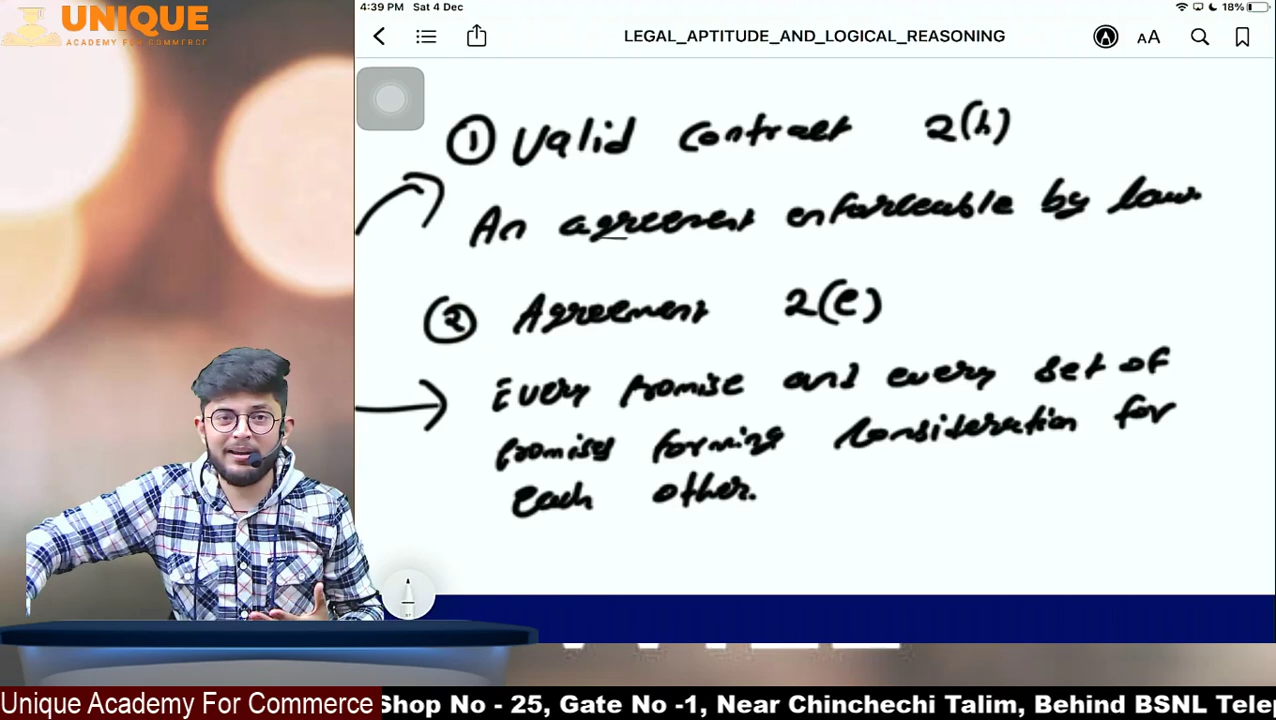 UNIQUE
ACADEMY FOR COMMERCE
4:39 PM Sat 4 Dec
18%
LEGAL_APTITUDE_AND_LOGICAL_REASONING
AA
① Valid contract 2(h)
An agreement enforceable by law.
② Agreement 2(e)
Every promise and every set of
promises forming consideration for
each other.
Unique Academy For Commerce
Shop No - 25, Gate No -1, Near Chinchechi Talim, Behind BSNL Tele